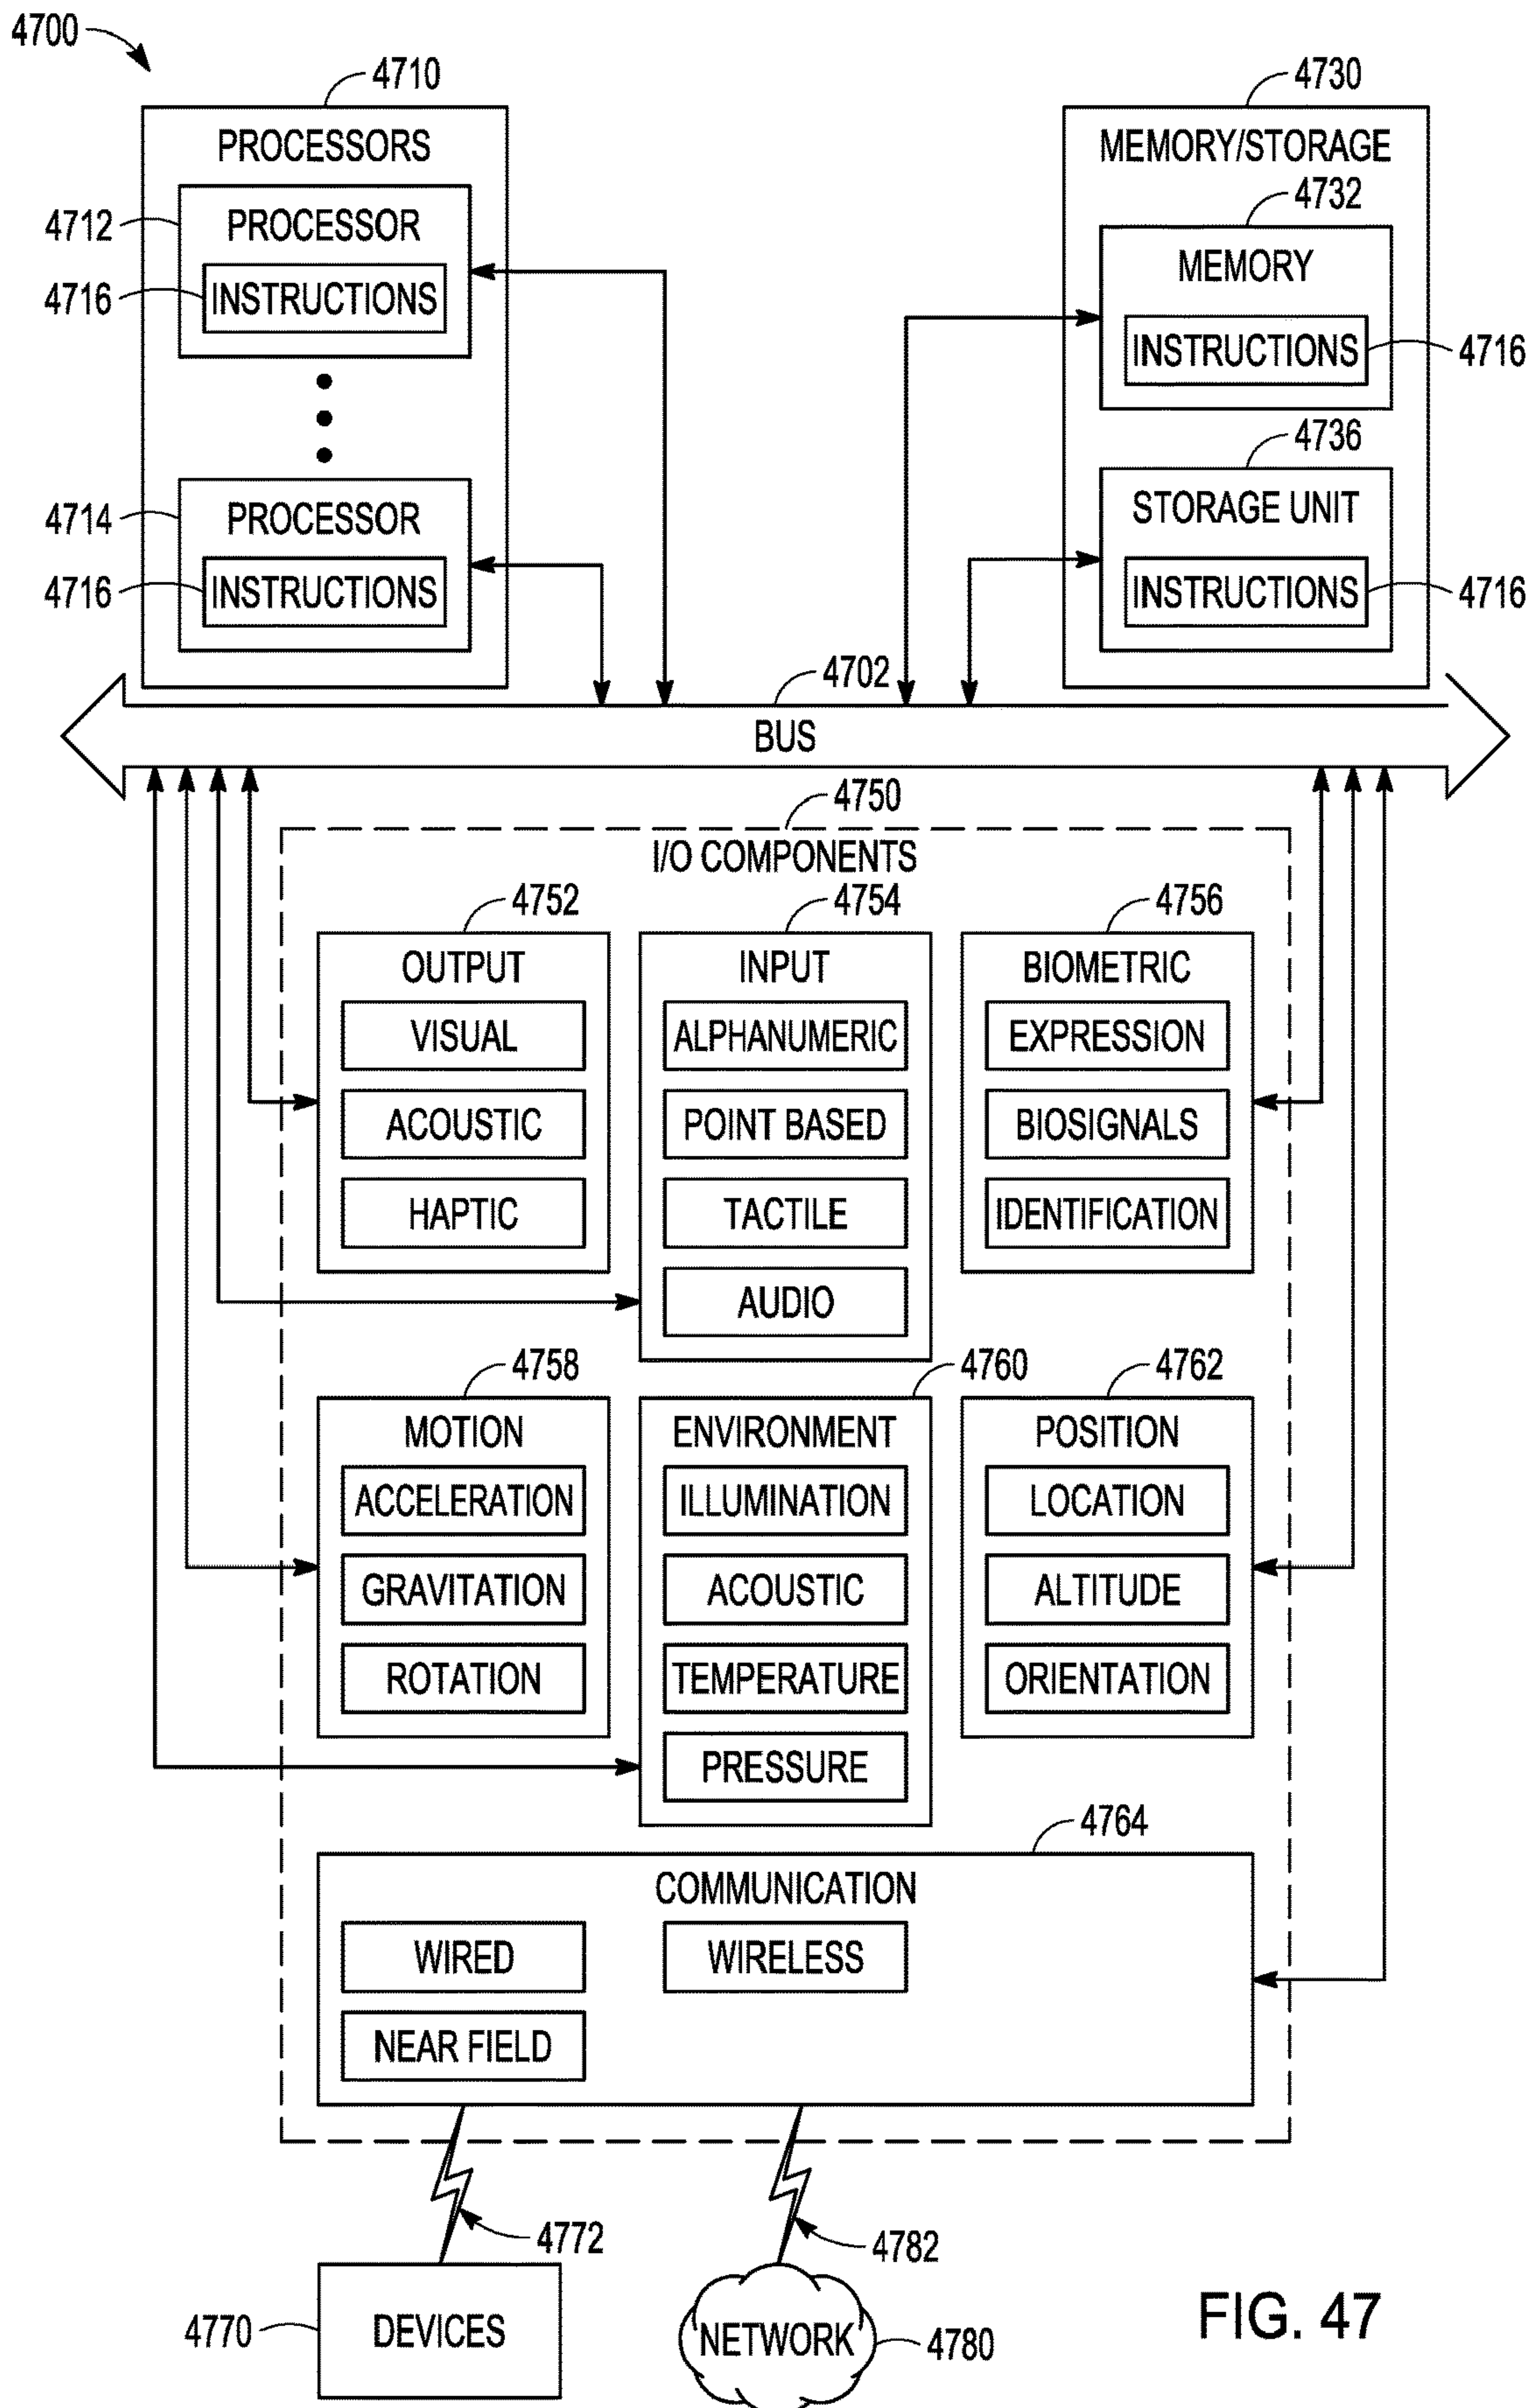 4700
4710
PROCESSORS
4712
PROCESSOR
4716
INSTRUCTIONS
4714
PROCESSOR
4716
INSTRUCTIONS
4730
MEMORY/STORAGE
4732
MEMORY
INSTRUCTIONS
4716
4736
STORAGE UNIT
INSTRUCTIONS
4716
4702
BUS
4750
I/O COMPONENTS
4752
OUTPUT
VISUAL
ACOUSTIC
HAPTIC
4754
INPUT
ALPHANUMERIC
POINT BASED
TACTILE
AUDIO
4756
BIOMETRIC
EXPRESSION
BIOSIGNALS
IDENTIFICATION
4758
MOTION
ACCELERATION
GRAVITATION
ROTATION
4760
ENVIRONMENT
ILLUMINATION
ACOUSTIC
TEMPERATURE
PRESSURE
4762
POSITION
LOCATION
ALTITUDE
ORIENTATION
4764
COMMUNICATION
WIRED
WIRELESS
NEAR FIELD
4772
4782
4770
DEVICES
NETWORK
4780
FIG. 47